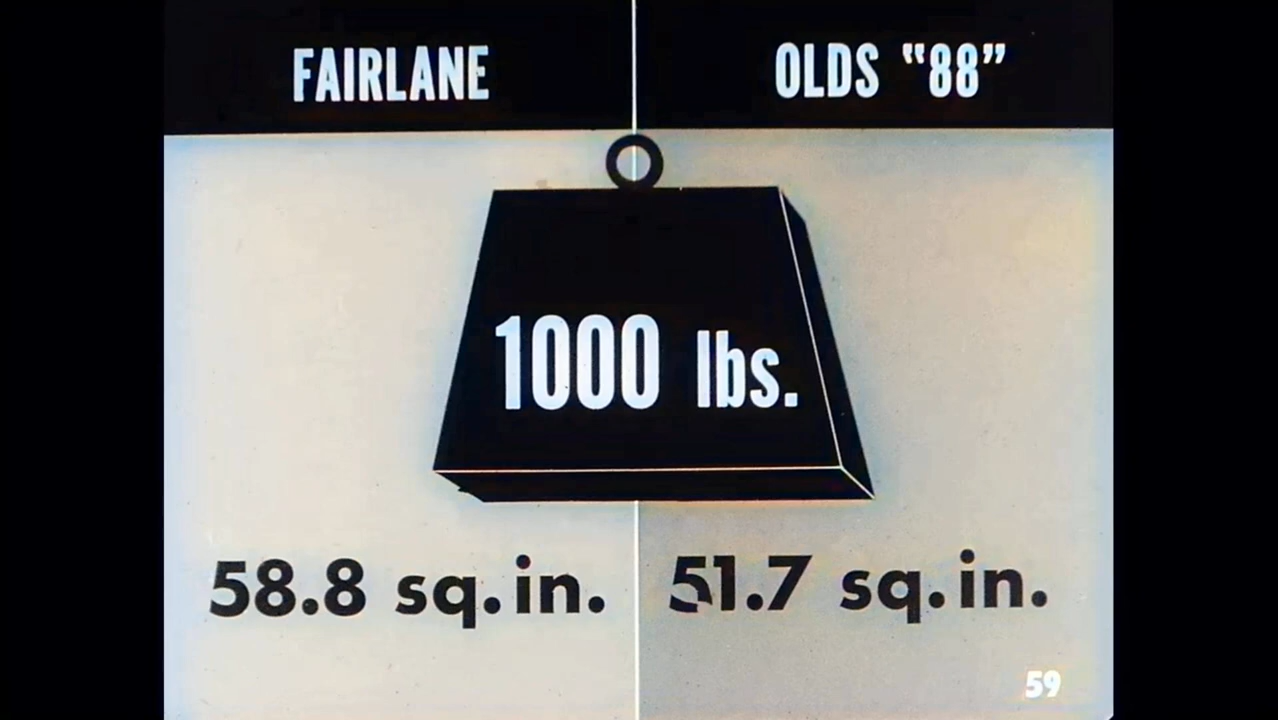 FAIRLANE
OLDS “88”
1000 lbs.
58.8 sq. in.
51.7 sq. in.
59